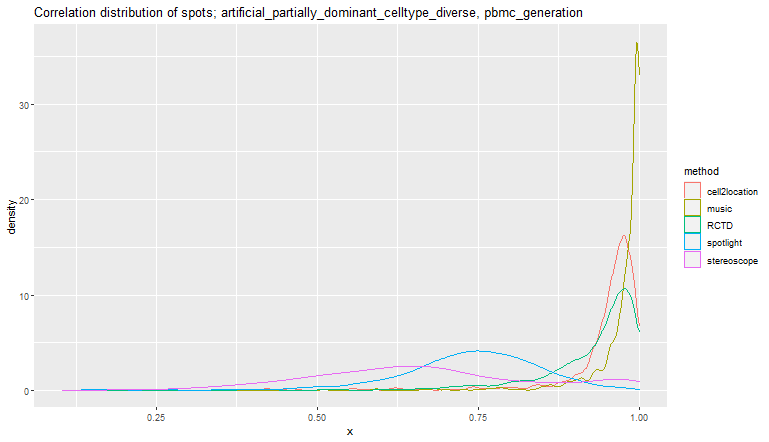 Correlation distribution of spots; artificial_partially_dominant_celltype_diverse, pbmc_generation
30
20
10
0
density
0.25
0.50
0.75
1.00
x
method
cell2location
music
RCTD
spotlight
stereoscope